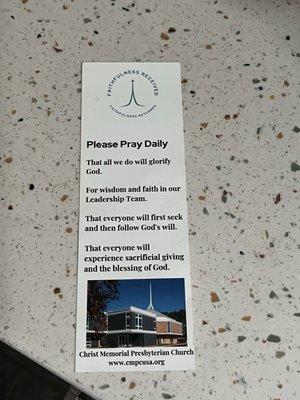 FAITHFULNESS RECEIVED
FAITHFULNESS RETURNED
Please Pray Daily
That all we do will glorify
God.
For wisdom and faith in our
Leadership Team.
That everyone will first seek
and then follow God's will.
That everyone will
experience sacrificial giving
and the blessing of God.
Christ Memorial Presbyterian Church
www.cmpcusa.org